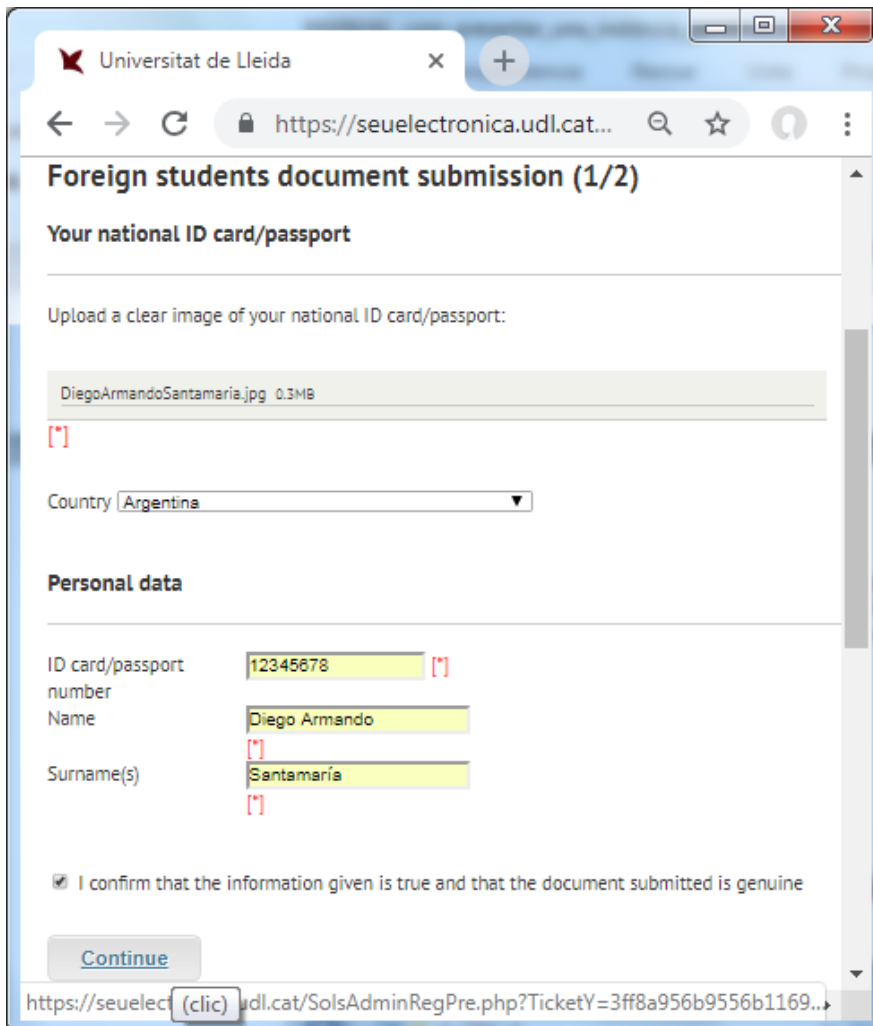 Universitat de Lleida
https://seuelectronica.udl.cat...
Foreign students document submission (1/2)
Your national ID card/passport
Upload a clear image of your national ID card/passport:
DiegoArmandoSantamaria.jpg 0.3MB
[*]
Country Argentina
Personal data
ID card/passport number 12345678 [*]
Name Diego Armando
[*]
Surname(s) Santamaría
[*]
I confirm that the information given is true and that the document submitted is genuine
Continue
https://seuelect (clic) udl.cat/SolsAdminRegPre.php?TicketY=3ff8a956b9556b1169...